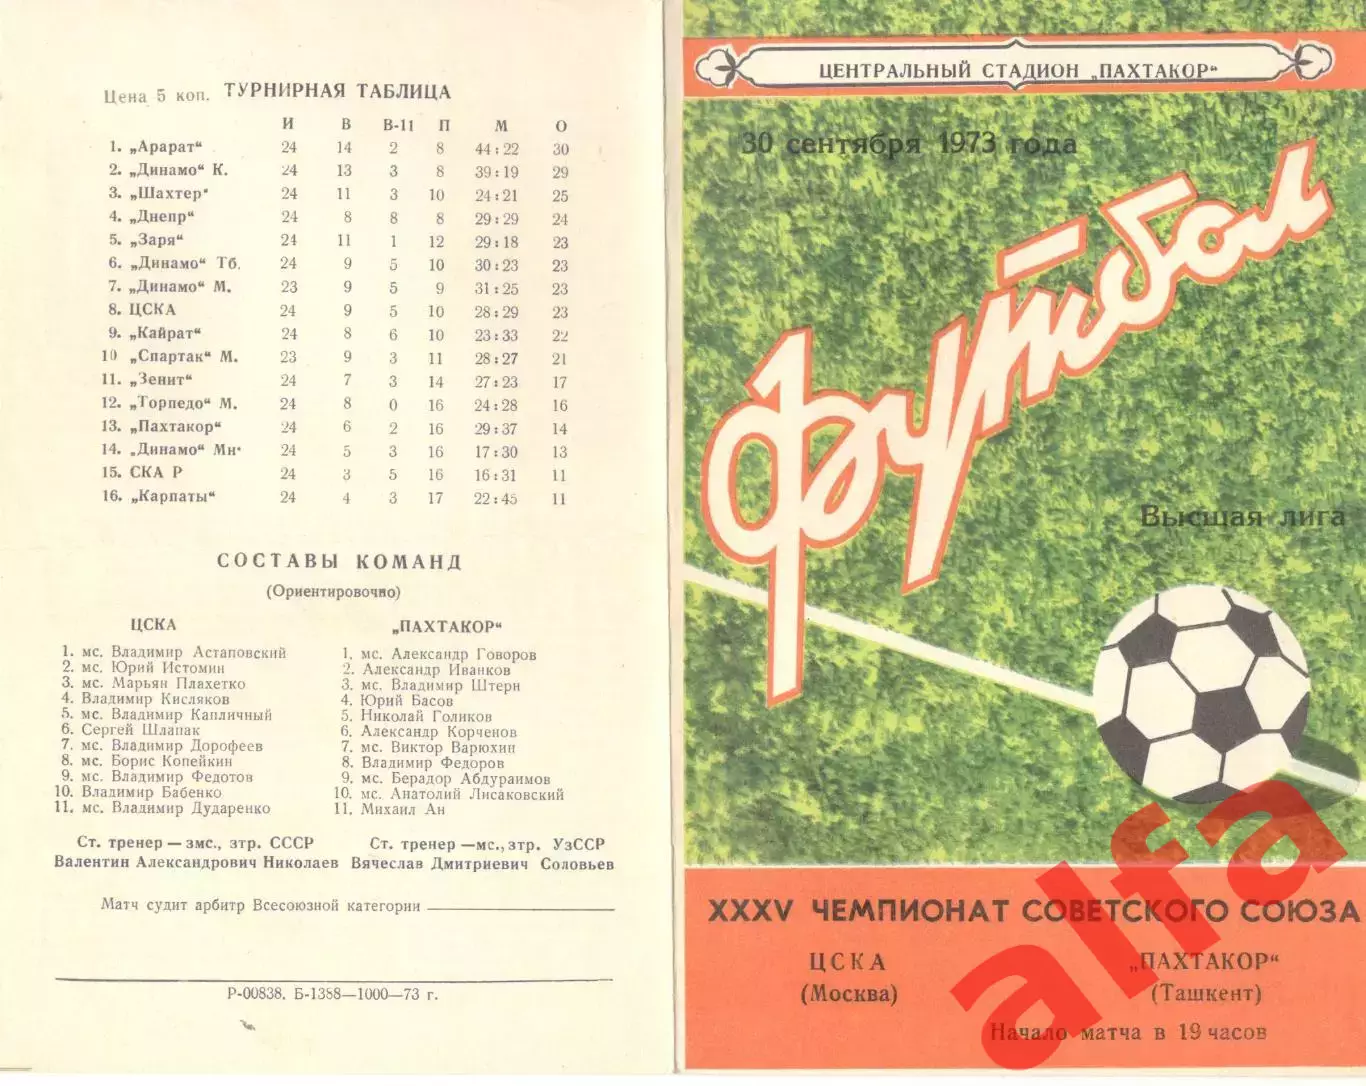 Цена 5 коп. ТУРНИРНАЯ ТАБЛИЦА
И В В-11 П М О
1. „Арарат“ 24 14 2 8 44:22 30
2. „Динамо“ К. 24 13 3 8 39:19 29
3. „Шахтер“ 24 11 3 10 24:21 25
4. „Днепр“ 24 8 8 8 29:29 24
5. „Заря“ 24 11 1 12 29:18 23
6. „Динамо“ Тб. 24 9 5 10 30:23 23
7. „Динамо“ М. 23 9 5 9 31:25 23
8. ЦСКА 24 9 5 10 28:29 23
9. „Кайрат“ 24 8 6 10 23:33 22
10 „Спартак“ М. 23 9 3 11 28:27 21
11. „Зенит“ 24 7 3 14 27:23 17
12. „Торпедо“ М. 24 8 0 16 24:28 16
13. „Пахтакор“ 24 6 2 16 29:37 14
14. „Динамо“ Мн. 24 5 3 16 17:30 13
15. СКА Р 24 3 5 16 16:31 11
16. „Карпаты“ 24 4 3 17 22:45 11
СОСТАВЫ КОМАНД
(Ориентировочно)
ЦСКА
1. мс. Владимир Астаповский
2. мс. Юрий Истомин
3. мс. Марьян Плахетко
4. Владимир Кисляков
5. мс. Владимир Капличный
6. Сергей Шлапак
7. мс. Владимир Дорофеев
8. мс. Борис Копейкин
9. мс. Владимир Федотов
10. Владимир Бабенко
11. мс. Владимир Дударенко
Ст. тренер — змс., зтр. СССР
Валентин Александрович Николаев
„ПАХТАКОР“
1. мс. Александр Говоров
2. Александр Иванков
3. мс. Владимир Штерн
4. Юрий Басов
5. Николай Голиков
6. Александр Корченов
7. мс. Виктор Варюхин
8. Владимир Федоров
9. мс. Берадор Абдураимов
10. мс. Анатолий Лисаковский
11. Михаил Ан
Ст. тренер —мс., зтр. УзССР
Вячеслав Дмитриевич Соловьев
Матч судит арбитр Всесоюзной категории
Р-00838. Б-1388—1000—73 г.
ЦЕНТРАЛЬНЫЙ СТАДИОН „ПАХТАКОР“
30 сентября 1973 года
Футбол
Высшая лига
XXXV ЧЕМПИОНАТ СОВЕТСКОГО СОЮЗА
ЦСКА „ПАХТАКОР“
(Москва) (Ташкент)
Начало матча в 19 часов
alfa